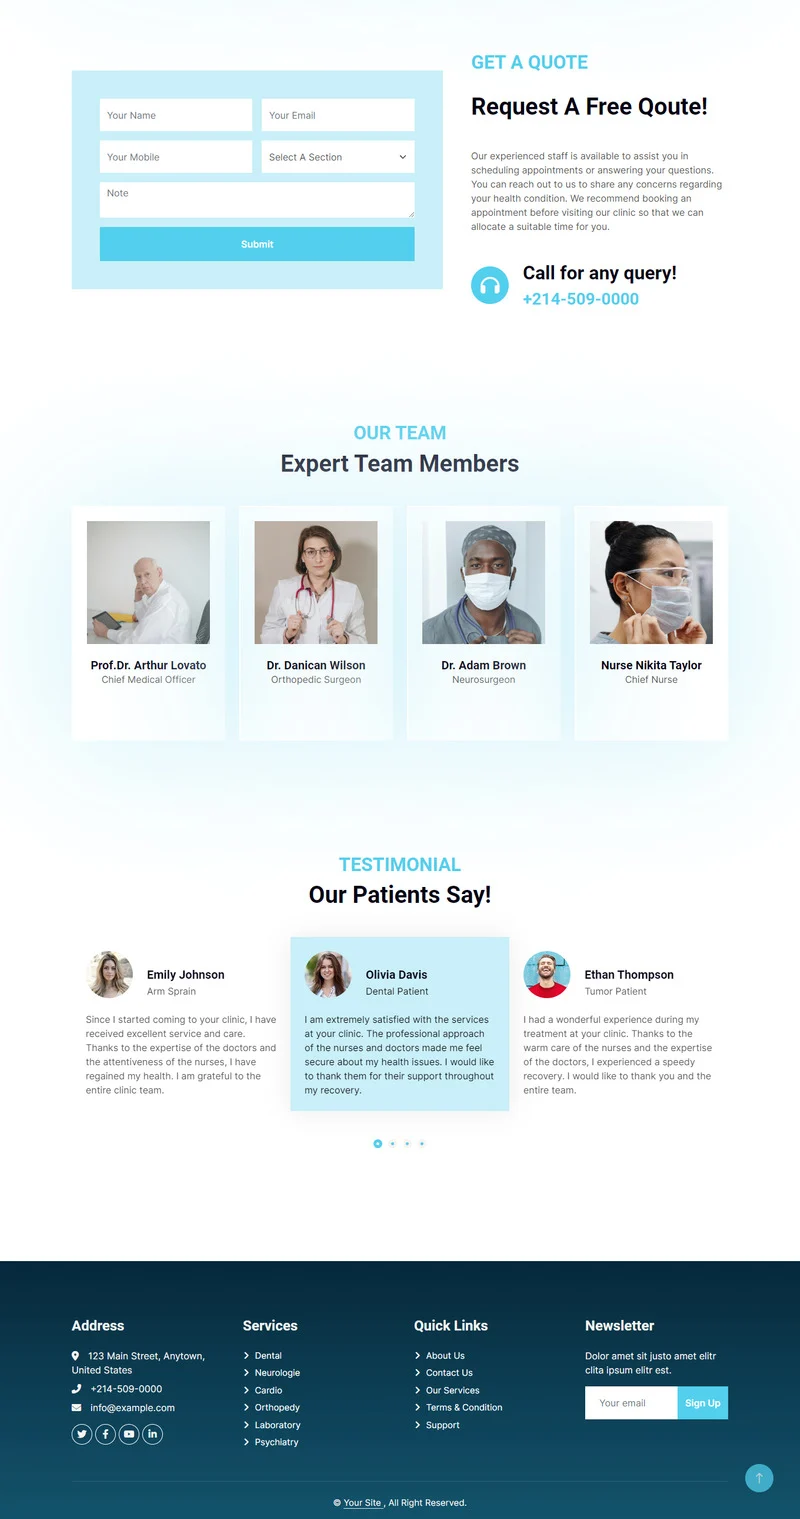 GET A QUOTE
Request A Free Qoute!
Your Name
Your Email
Your Mobile
Select A Section
Note
Submit
Our experienced staff is available to assist you in
scheduling appointments or answering your questions.
You can reach out to us to share any concerns regarding
your health condition. We recommend booking an
appointment before visiting our clinic so that we can
allocate a suitable time for you.
Call for any query!
+214-509-0000
OUR TEAM
Expert Team Members
Prof.Dr. Arthur Lovato
Chief Medical Officer
Dr. Danican Wilson
Orthopedic Surgeon
Dr. Adam Brown
Neurosurgeon
Nurse Nikita Taylor
Chief Nurse
TESTIMONIAL
Our Patients Say!
Emily Johnson
Arm Sprain
Since I started coming to your clinic, I have
received excellent service and care.
Thanks to the expertise of the doctors and
the attentiveness of the nurses, I have
regained my health. I am grateful to the
entire clinic team.
Olivia Davis
Dental Patient
I am extremely satisfied with the services
at your clinic. The professional approach
of the nurses and doctors made me feel
secure about my health issues. I would like
to thank them for their support throughout
my recovery.
Ethan Thompson
Tumor Patient
I had a wonderful experience during my
treatment at your clinic. Thanks to the
warm care of the nurses and the expertise
of the doctors, I experienced a speedy
recovery. I would like to thank you and the
entire team.
Address
123 Main Street, Anytown,
United States
+214-509-0000
info@example.com
Services
Dental
Neurologie
Cardio
Orthopedy
Laboratory
Psychiatry
Quick Links
About Us
Contact Us
Our Services
Terms & Condition
Support
Newsletter
Dolor amet sit justo amet elitr
clita ipsum elitr est.
Your email
Sign Up
© Your Site , All Right Reserved.